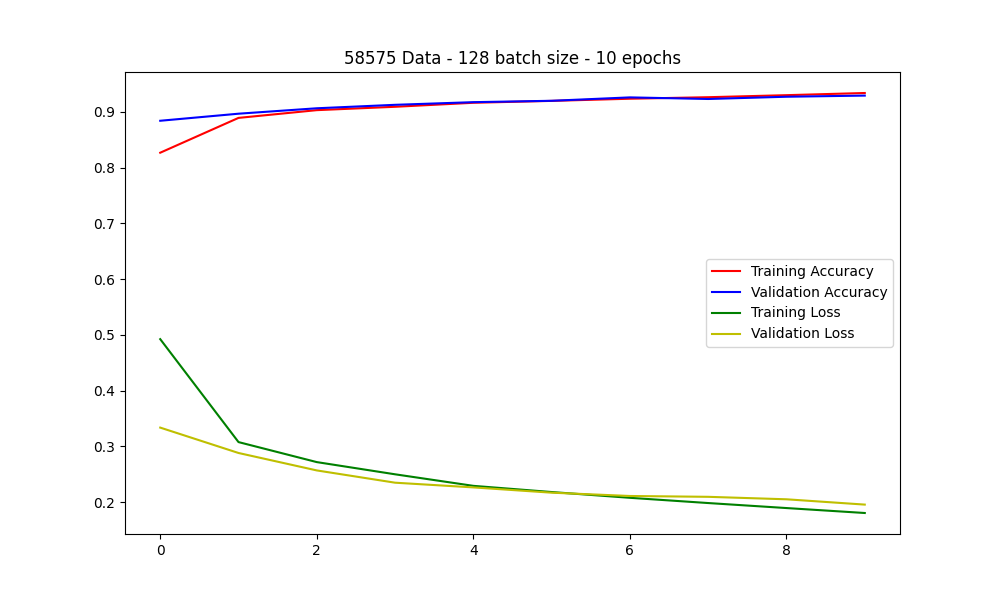 58575 Data - 128 batch size - 10 epochs
0.9
0.8
0.7
0.6
0.5
0.4
0.3
0.2
Training Accuracy
Validation Accuracy
Training Loss
Validation Loss
0 2 4 6 8